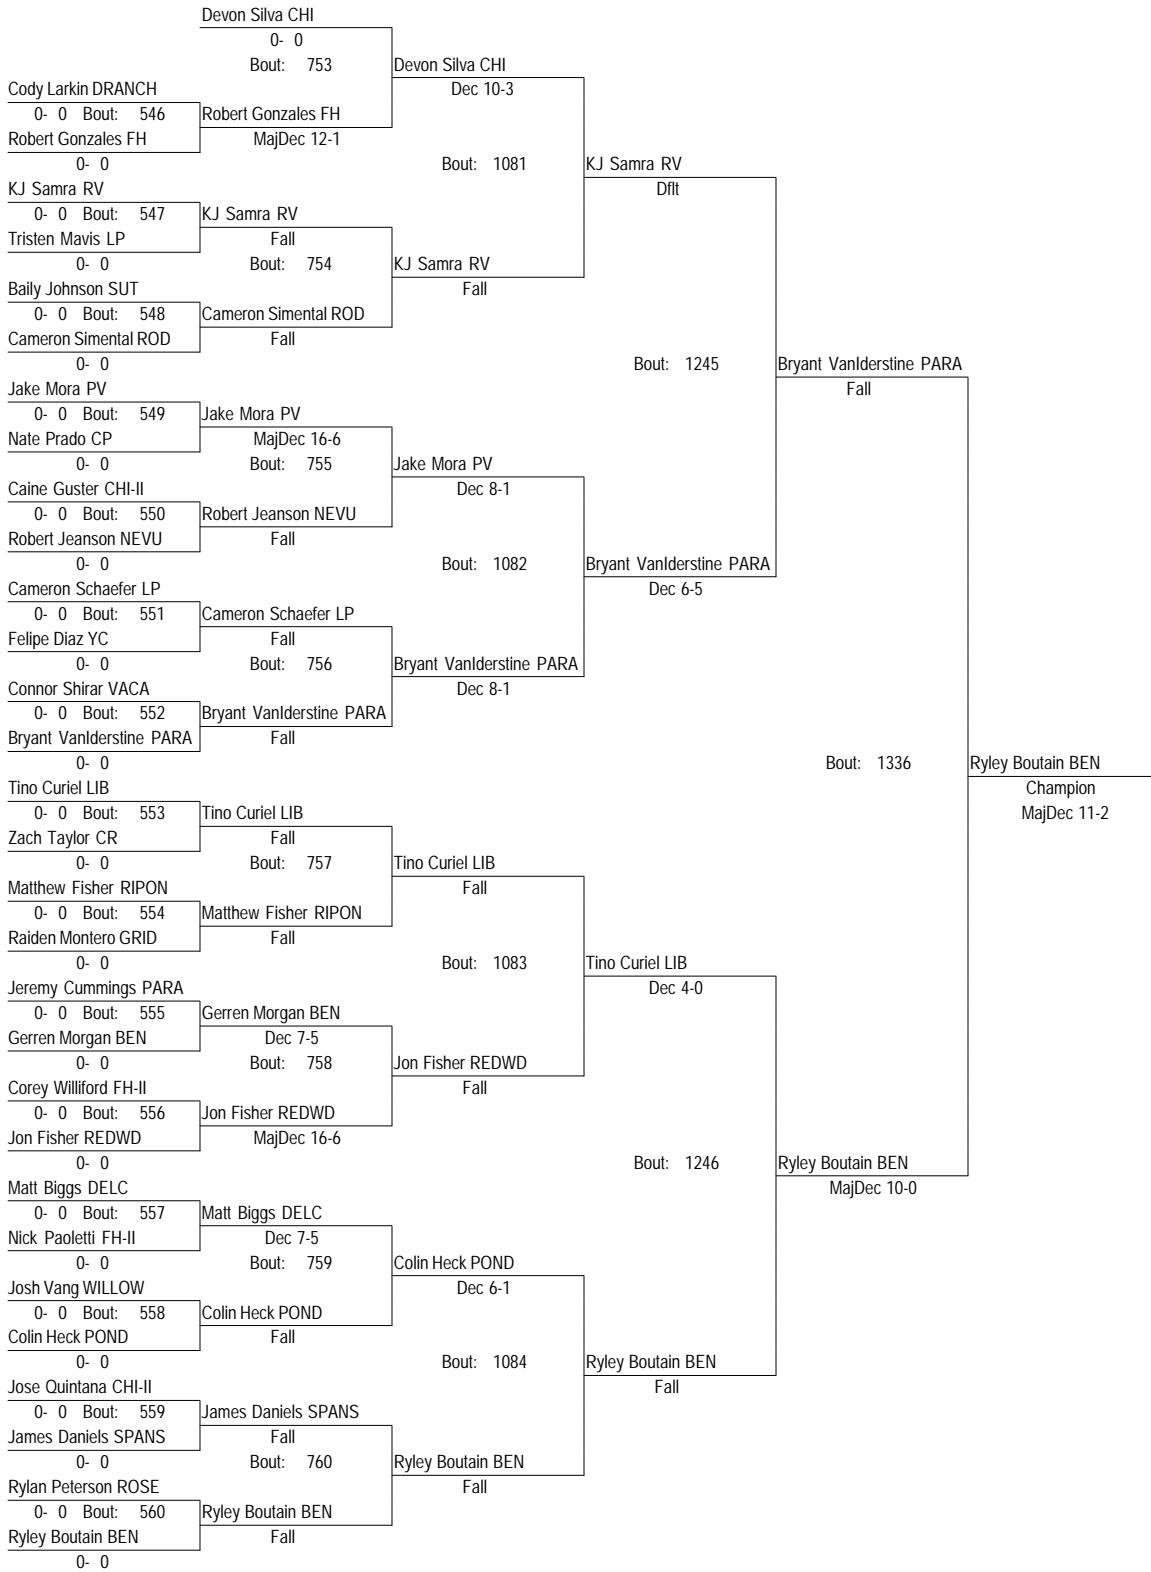 Devon Silva CHI
0- 0
Bout: 753
Devon Silva CHI
Cody Larkin DRANCH
Dec 10-3
0- 0 Bout: 546
Robert Gonzales FH
Robert Gonzales FH
MajDec 12-1
0- 0
Bout: 1081
KJ Samra RV
KJ Samra RV
Dflt
0- 0 Bout: 547
KJ Samra RV
Tristen Mavis LP
Fall
0- 0
Bout: 754
KJ Samra RV
Baily Johnson SUT
Fall
0- 0 Bout: 548
Cameron Simental ROD
Cameron Simental ROD
Fall
0- 0
Bout: 1245
Bryant VanIderstine PARA
Jake Mora PV
Fall
0- 0 Bout: 549
Jake Mora PV
Nate Prado CP
MajDec 16-6
0- 0
Bout: 755
Jake Mora PV
Caine Guster CHI-II
Dec 8-1
0- 0 Bout: 550
Robert Jeanson NEVU
Robert Jeanson NEVU
Fall
0- 0
Bout: 1082
Bryant VanIderstine PARA
Cameron Schaefer LP
Dec 6-5
0- 0 Bout: 551
Cameron Schaefer LP
Felipe Diaz YC
Fall
0- 0
Bout: 756
Bryant VanIderstine PARA
Connor Shirar VACA
Dec 8-1
0- 0 Bout: 552
Bryant VanIderstine PARA
Bryant VanIderstine PARA
Fall
0- 0
Bout: 1336
Ryley Boutain BEN
Tino Curiel LIB
Champion
0- 0 Bout: 553
Tino Curiel LIB
MajDec 11-2
Zach Taylor CR
Fall
0- 0
Bout: 757
Tino Curiel LIB
Matthew Fisher RIPON
Fall
0- 0 Bout: 554
Matthew Fisher RIPON
Raiden Montero GRID
Fall
0- 0
Bout: 1083
Tino Curiel LIB
Jeremy Cummings PARA
Dec 4-0
0- 0 Bout: 555
Gerren Morgan BEN
Gerren Morgan BEN
Dec 7-5
0- 0
Bout: 758
Jon Fisher REDWD
Corey Williford FH-II
Fall
0- 0 Bout: 556
Jon Fisher REDWD
Jon Fisher REDWD
MajDec 16-6
0- 0
Bout: 1246
Ryley Boutain BEN
Matt Biggs DELC
MajDec 10-0
0- 0 Bout: 557
Matt Biggs DELC
Nick Paoletti FH-II
Dec 7-5
0- 0
Bout: 759
Colin Heck POND
Josh Vang WILLOW
Dec 6-1
0- 0 Bout: 558
Colin Heck POND
Colin Heck POND
Fall
0- 0
Bout: 1084
Ryley Boutain BEN
Jose Quintana CHI-II
Fall
0- 0 Bout: 559
James Daniels SPANS
James Daniels SPANS
Fall
0- 0
Bout: 760
Ryley Boutain BEN
Rylan Peterson ROSE
Fall
0- 0 Bout: 560
Ryley Boutain BEN
Ryley Boutain BEN
Fall
0- 0